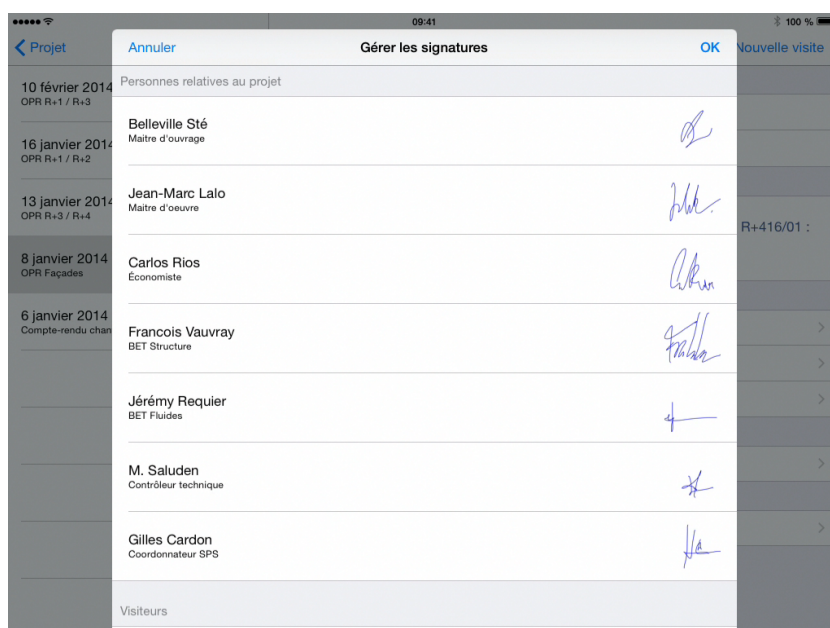 09:41
100 %
Projet
Annuler
Gérer les signatures
OK
Nouvelle visite
Personnes relatives au projet
10 février 2014
OPR R+1 / R+3
16 janvier 2014
OPR R+1 / R+2
13 janvier 2014
OPR R+3 / R+4
8 janvier 2014
OPR Façades
6 janvier 2014
Compte-rendu chan
Belleville Sté
Maitre d'ouvrage
Jean-Marc Lalo
Maitre d'oeuvre
Carlos Rios
Économiste
Francois Vauvray
BET Structure
Jérémy Requier
BET Fluides
M. Saluden
Contrôleur technique
Gilles Cardon
Coordonnateur SPS
Visiteurs
R+416/01 :